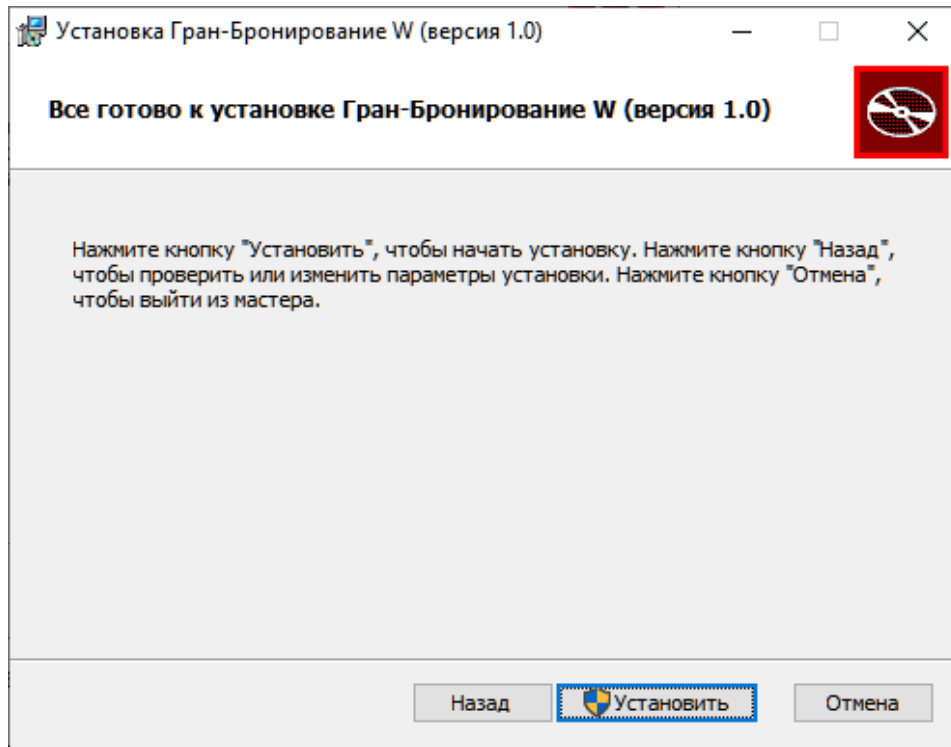 Установка Гран-Бронирование W (версия 1.0)
Все готово к установке Гран-Бронирование W (версия 1.0)
Нажмите кнопку "Установить", чтобы начать установку. Нажмите кнопку "Назад",
чтобы проверить или изменить параметры установки. Нажмите кнопку "Отмена",
чтобы выйти из мастера.
Назад
Установить
Отмена